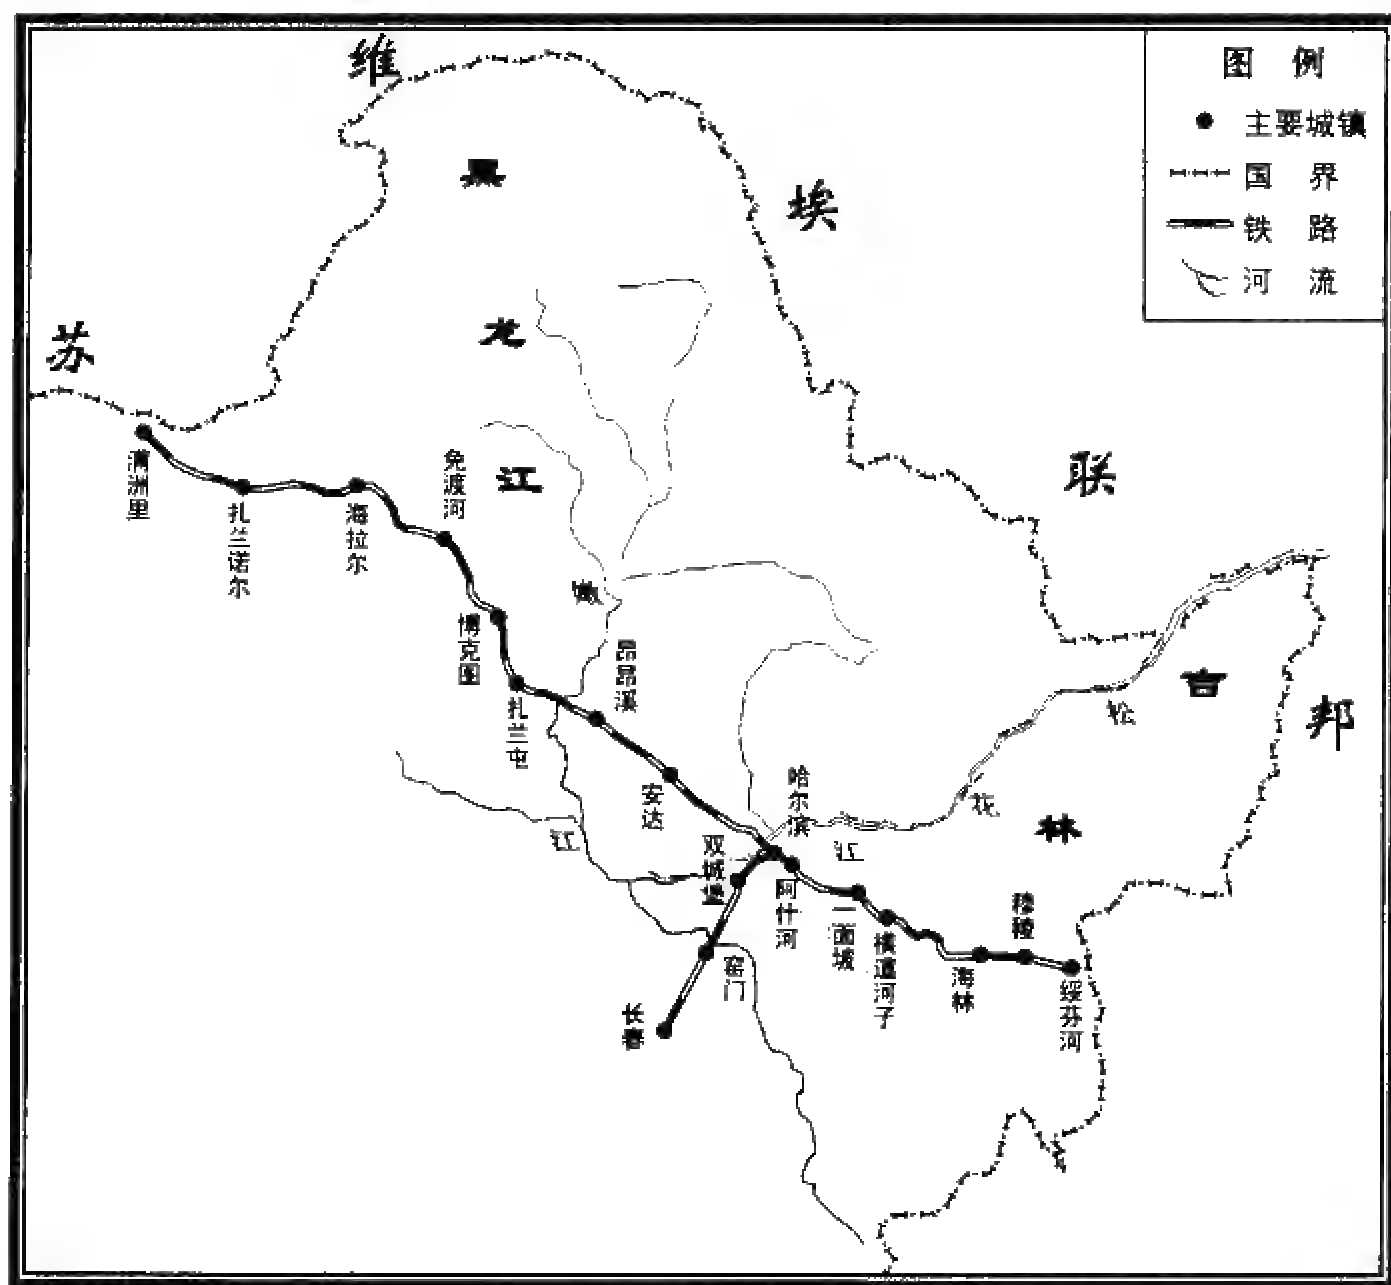 图 例
主要城镇
国 界
铁 路
河 流
苏
维
埃
联
邦
黑
龙
江
吉
林
满洲里
扎兰诺尔
海拉尔
免渡河
博克图
扎兰屯
昂昂溪
安达
哈尔滨
双城堡
窑门
长春
阿什河
一面坡
横道河子
海林
穆棱
绥芬河
嫩
江
松
花
江